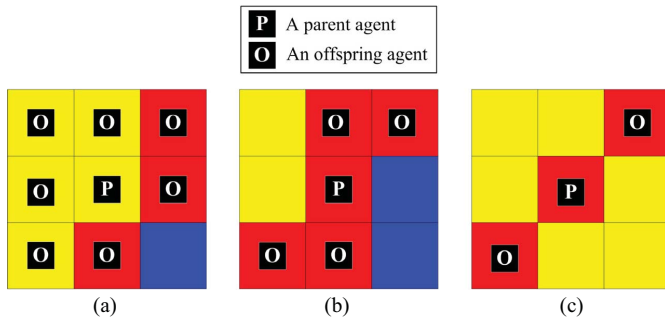 P A parent agent
O An offspring agent
O O O
O P O
O O
O O
P
O O
O
P
O
(a) (b) (c)